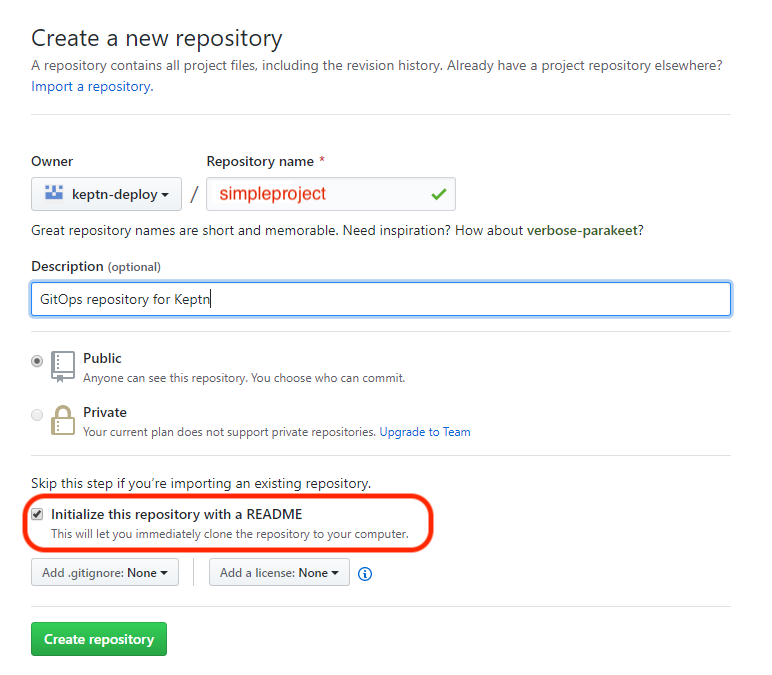 Create a new repository
A repository contains all project files, including the revision history. Already have a project repository elsewhere?
Import a repository.
Owner
Repository name *
keptn-deploy / simpleproject
Great repository names are short and memorable. Need inspiration? How about verbose-parakeet?
Description (optional)
GitOps repository for Keptn
Public
Anyone can see this repository. You choose who can commit.
Private
Your current plan does not support private repositories. Upgrade to Team
Skip this step if you're importing an existing repository.
Initialize this repository with a README
This will let you immediately clone the repository to your computer.
Add .gitignore: None
Add a license: None
Create repository